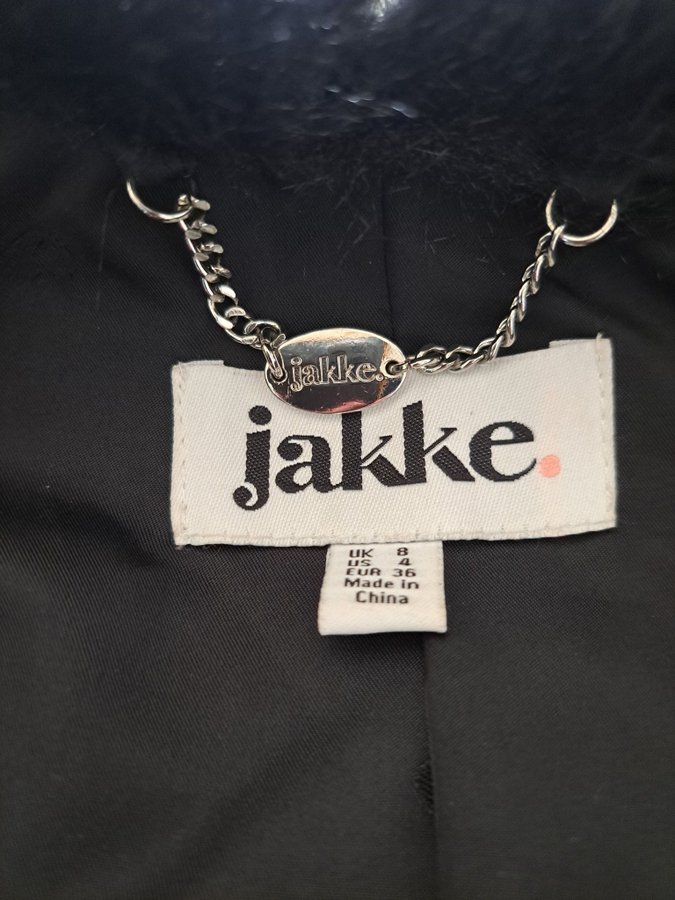 jakke.
jakke.
UK 8
US 4
EUR 36
Made in
China